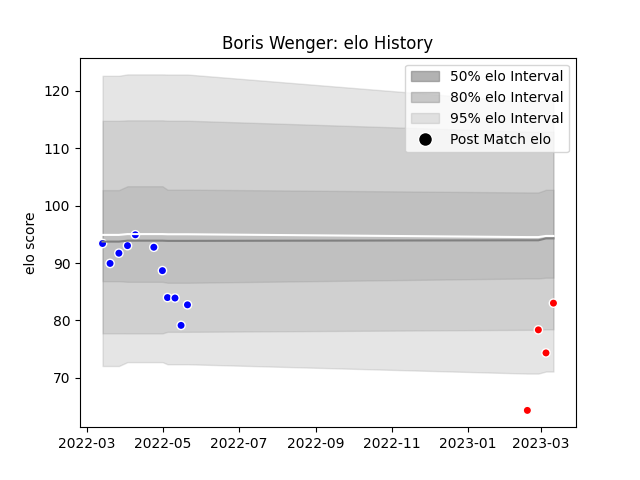 Boris Wenger: elo History
50% elo Interval
80% elo Interval
95% elo Interval
Post Match elo
elo score
120
110
100
90
80
70
2022-03
2022-05
2022-07
2022-09
2022-11
2023-01
2023-03